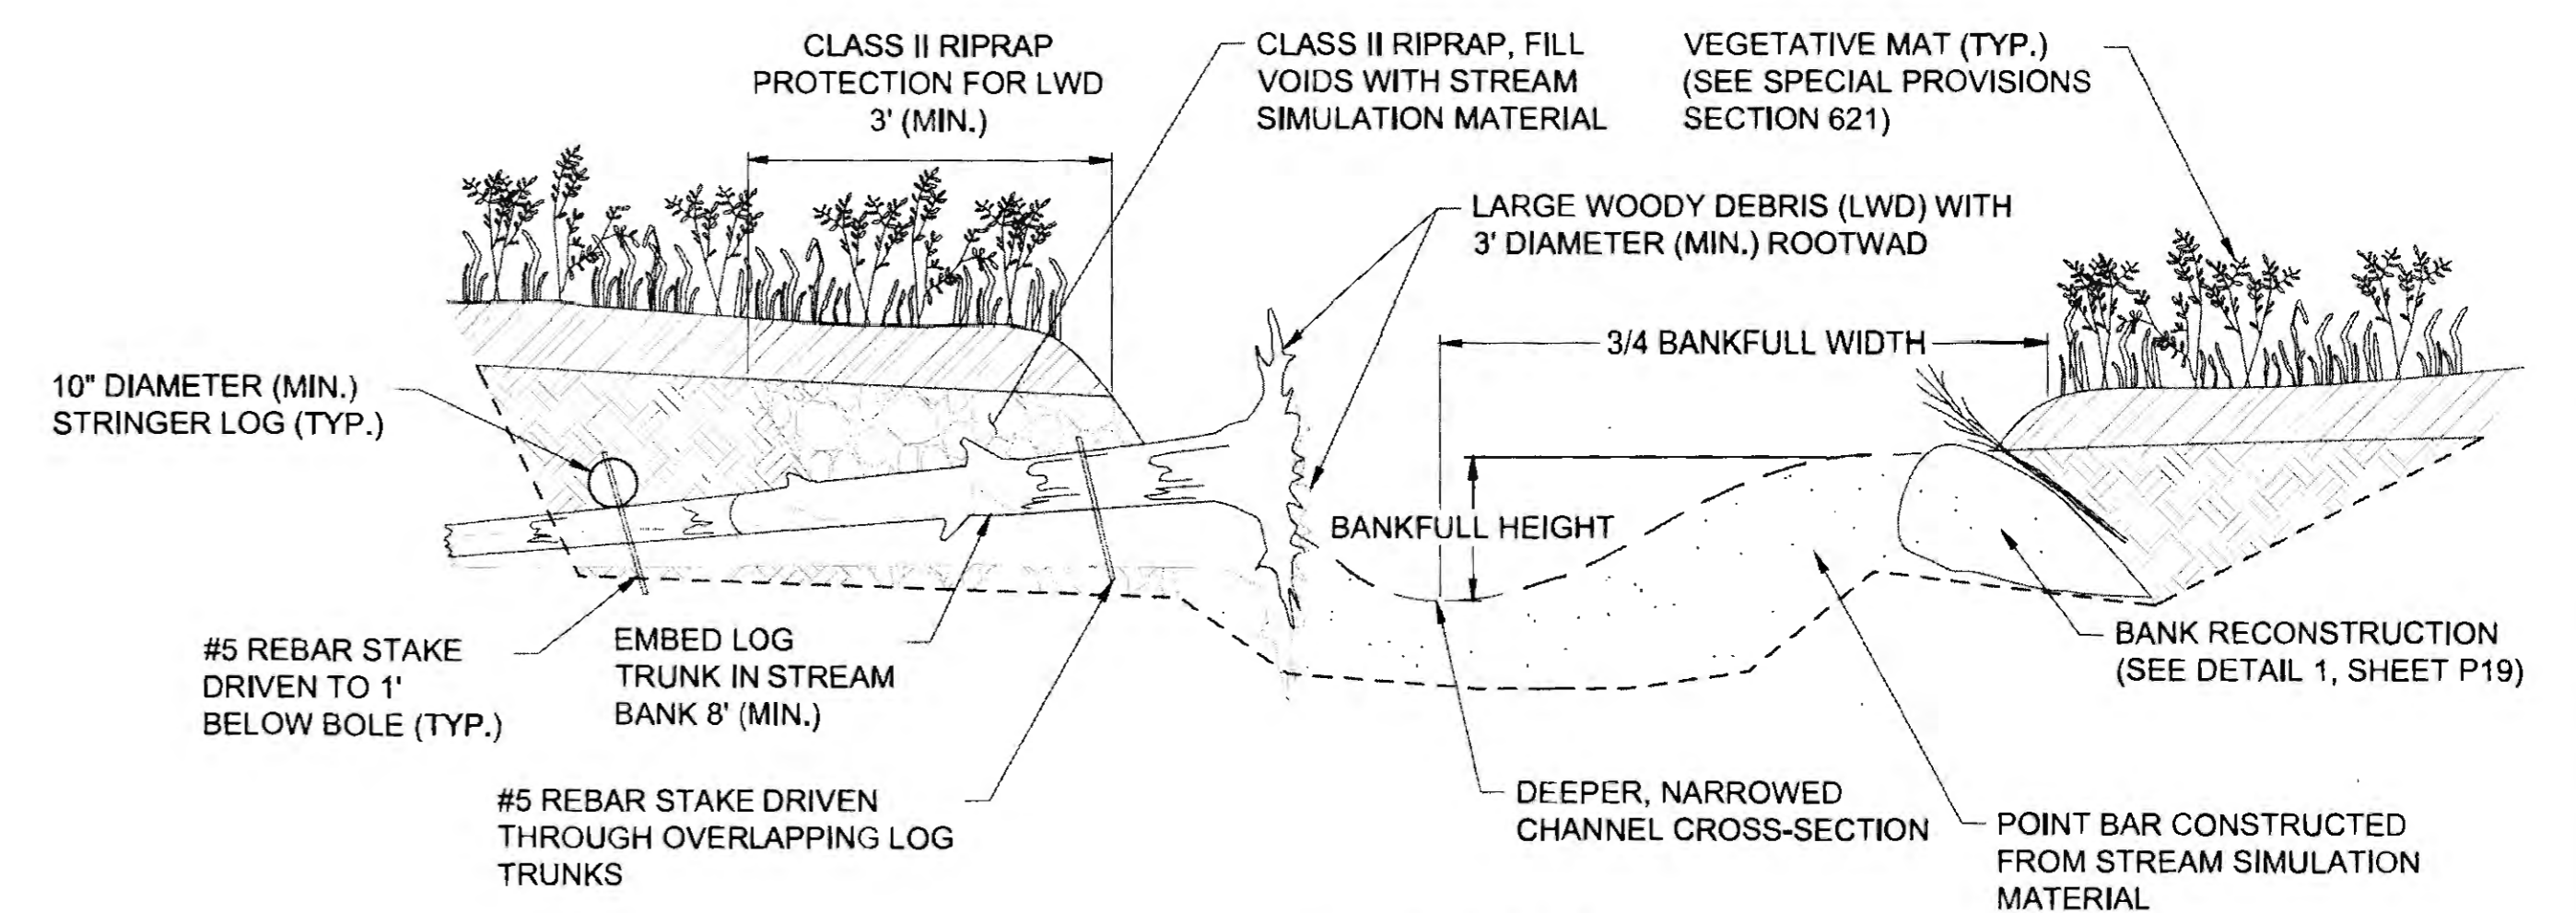 CLASS II RIPRAP
PROTECTION FOR LWD
3' (MIN.)
CLASS II RIPRAP, FILL
VOIDS WITH STREAM
SIMULATION MATERIAL
VEGETATIVE MAT (TYP.)
(SEE SPECIAL PROVISIONS
SECTION 621)
LARGE WOODY DEBRIS (LWD) WITH
3' DIAMETER (MIN.) ROOTWAD
3/4 BANKFULL WIDTH
10" DIAMETER (MIN.)
STRINGER LOG (TYP.)
BANKFULL HEIGHT
#5 REBAR STAKE
DRIVEN TO 1'
BELOW BOLE (TYP.)
EMBED LOG
TRUNK IN STREAM
BANK 8' (MIN.)
BANK RECONSTRUCTION
(SEE DETAIL 1, SHEET P19)
#5 REBAR STAKE DRIVEN
THROUGH OVERLAPPING LOG
TRUNKS
DEEPER, NARROWED
CHANNEL CROSS-SECTION
POINT BAR CONSTRUCTED
FROM STREAM SIMULATION
MATERIAL